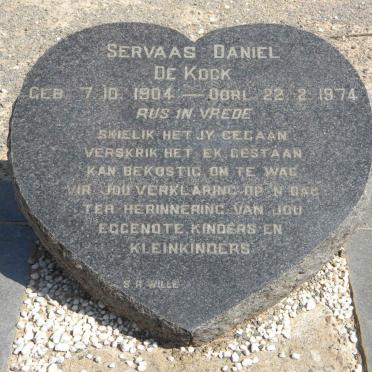 SERVAAS DANIEL
DE KOCK
GEB 7. 10. 1904 — OORL. 22. 2. 1974
RUS IN VREDE
SKIELIK HET JY GEGAAN
VERSKRIK HET EK GESTAAN
KAN BEKOSTIG OM TE WAG
VIR JOU VERKLARING OP 'N DAG
TER HERINNERING VAN JOU
EGGENOTE, KINDERS EN
KLEINKINDERS
S.R. WILLE